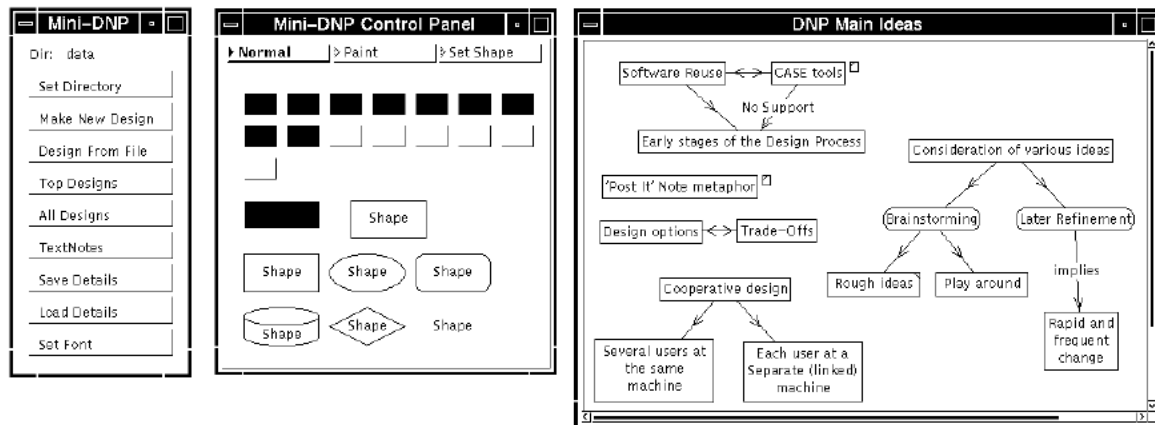 Mini-DNP
Dir: data
Set Directory
Make New Design
Design From File
Top Designs
All Designs
TextNotes
Save Details
Load Details
Set Font
Mini-DNP Control Panel
Normal
Paint
Set Shape
Shape
Shape
Shape
Shape
Shape
Shape
Shape
DNP Main Ideas
Software Reuse
CASE tools
No Support
Early stages of the Design Process
'Post It' Note metaphor
Design options
Trade-Offs
Cooperative design
Several users at
the same
machine
Each user at a
Separate (linked)
machine
Consideration of various ideas
Brainstorming
Later Refinement
Rough ideas
Play around
implies
Rapid and
frequent
change